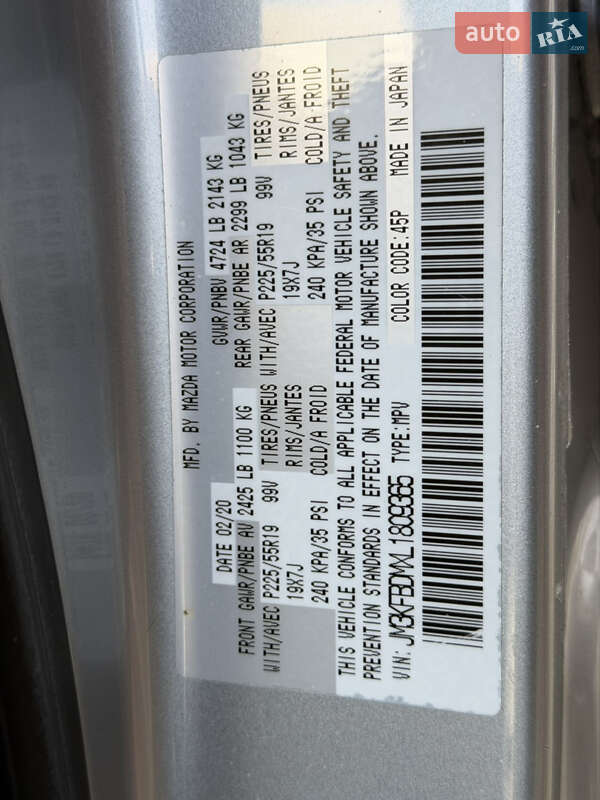 auto RIA.com
MFD. BY MAZDA MOTOR CORPORATION
DATE 02/20 GVWR/PNBV 4724 LB 2143 KG
FRONT GAWR/PNBE AV 2425 LB 1100 KG REAR GAWR/PNBE AR 2299 LB 1043 KG
WITH/AVEC P225/55R19 99V TIRES/PNEUS WITH/AVEC P225/55R19 99V TIRES/PNEUS
19X7J RIMS/JANTES 19X7J RIMS/JANTES
240 KPA/35 PSI COLD/A FROID 240 KPA/35 PSI COLD/A FROID
THIS VEHICLE CONFORMS TO ALL APPLICABLE FEDERAL MOTOR VEHICLE SAFETY AND THEFT
PREVENTION STANDARDS IN EFFECT ON THE DATE OF MANUFACTURE SHOWN ABOVE.
VIN: JM3KFBDMXL1809365 TYPE:MPV COLOR CODE:45P MADE IN JAPAN